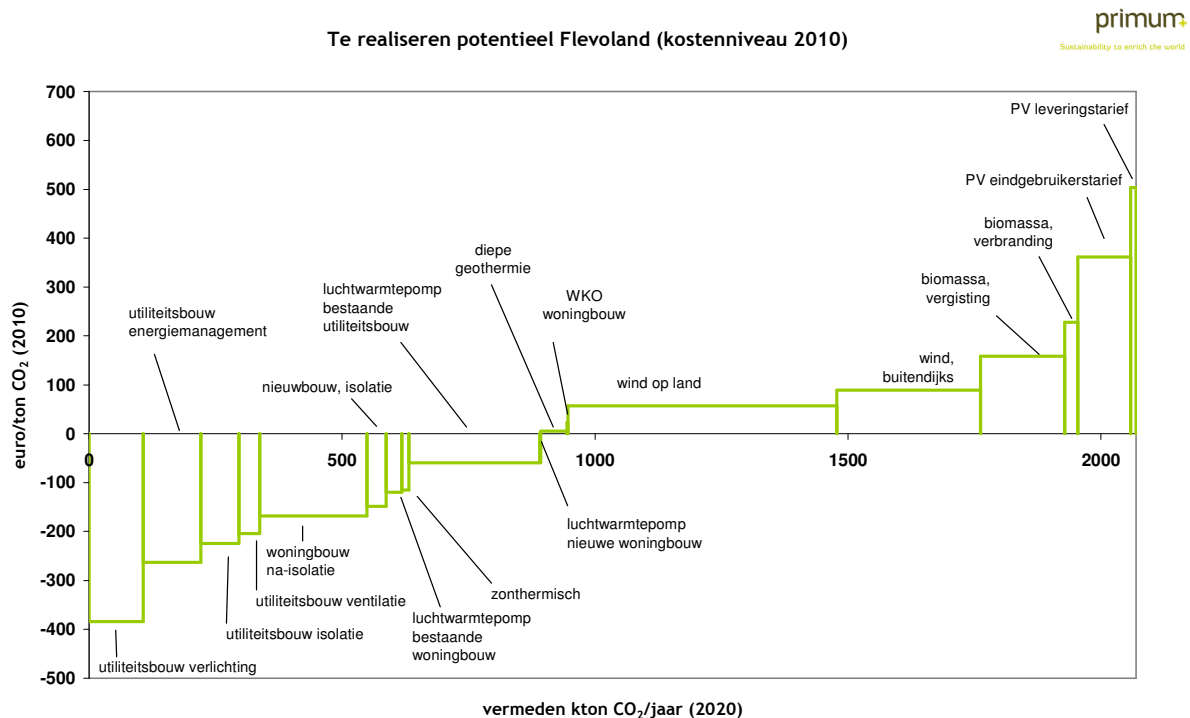 primum
Sustainability to enrich the world
Te realiseren potentieel Flevoland (kostenniveau 2010)
700
600
500
400
300
200
100
0
-100
-200
-300
-400
-500
0
500
1000
1500
2000
euro/ton CO₂ (2010)
vermeden kton CO₂/jaar (2020)
utiliteitsbouw verlichting
utiliteitsbouw
energiemanagement
utiliteitsbouw isolatie
utiliteitsbouw ventilatie
woningbouw
na-isolatie
nieuwbouw, isolatie
luchtwarmtepomp
bestaande
woningbouw
zonthermisch
luchtwarmtepomp
bestaande
utiliteitsbouw
luchtwarmtepomp
nieuwe woningbouw
diepe
geothermie
WKO
woningbouw
wind op land
wind,
buitendijks
biomassa,
vergisting
biomassa,
verbranding
PV eindgebruikerstarief
PV leveringstarief